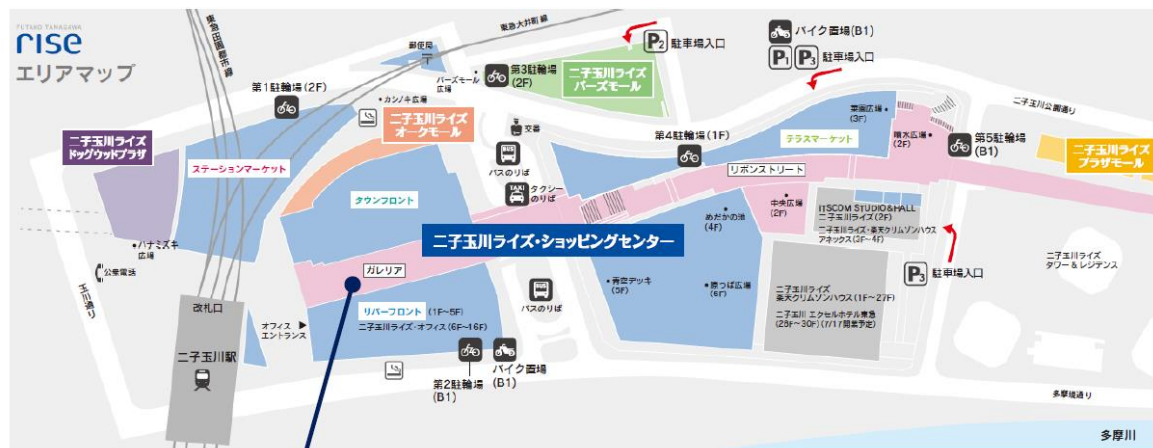 FUTAKO TAMAGAWA
rise
エリアマップ
東急田園都市線
東急大井町線
郵便局
第1駐輪場(2F)
カシノキ広場
バーズモール
広場
第3駐輪場
(2F)
二子玉川ライズ
バーズモール
P2 駐車場入口
バイク置場(B1)
P1 P3 駐車場入口
二子玉川公園通り
二子玉川ライズ
ドッグウッドプラザ
ステーションマーケット
二子玉川ライズ
オークモール
交番
BUS
バスのりば
TAXI
タクシー
のりば
第4駐輪場(1F)
テラスマーケット
菜園広場
(3F)
噴水広場
(2F)
第5駐輪場
(B1)
二子玉川ライズ
プラザモール
タウンフロント
リボンストリート
二子玉川ライズ・ショッピングセンター
めだかの池
(4F)
中央広場
(2F)
iTSCOM STUDIO&HALL
二子玉川ライズ(2F)
二子玉川ライズ・楽天クリムゾンハウス
アネックス(3F~4F)
ハナミズキ
広場
公衆電話
玉川通り
ガレリア
BUS
バスのりば
青空デッキ
(5F)
原っぱ広場
(6F)
P3 駐車場入口
二子玉川ライズ
タワー&レジデンス
二子玉川ライズ
楽天クリムゾンハウス(1F~27F)
二子玉川 エクセルホテル東急
(28F~30F)(7/17開業予定)
改札口
二子玉川駅
オフィス
エントランス
リバーフロント (1F~5F)
二子玉川ライズ・オフィス(6F~16F)
第2駐輪場
(B1)
バイク置場
(B1)
多摩堤通り
多摩川